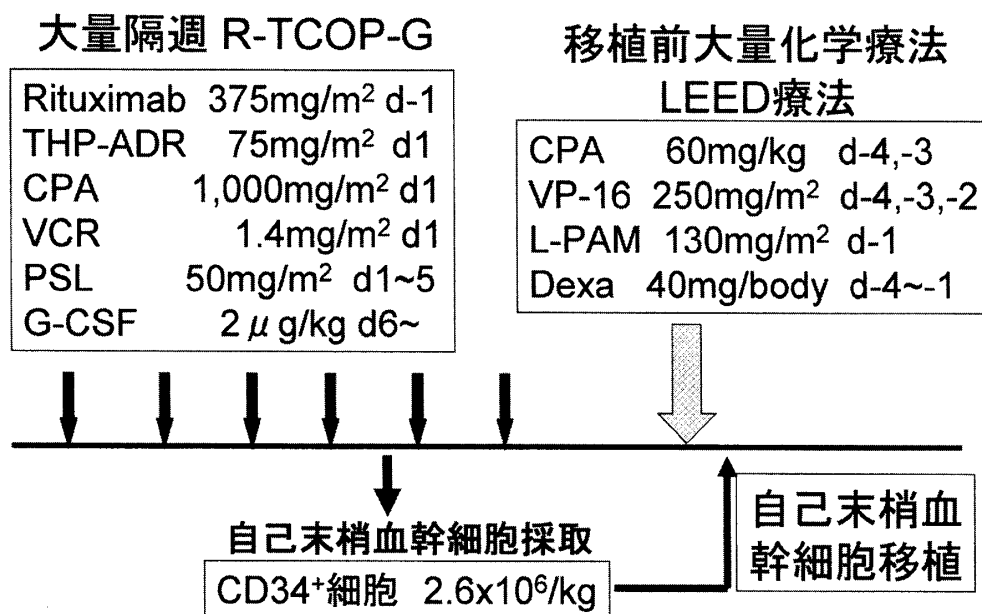 大量隔週 R-TCOP-G
Rituximab 375mg/m² d-1
THP-ADR 75mg/m² d1
CPA 1,000mg/m² d1
VCR 1.4mg/m² d1
PSL 50mg/m² d1~5
G-CSF 2μg/kg d6~
移植前大量化学療法
LEED療法
CPA 60mg/kg d-4,-3
VP-16 250mg/m² d-4,-3,-2
L-PAM 130mg/m² d-1
Dexa 40mg/body d-4~-1
自己末梢血幹細胞採取
CD34⁺細胞 2.6x10⁶/kg
自己末梢血
幹細胞移植